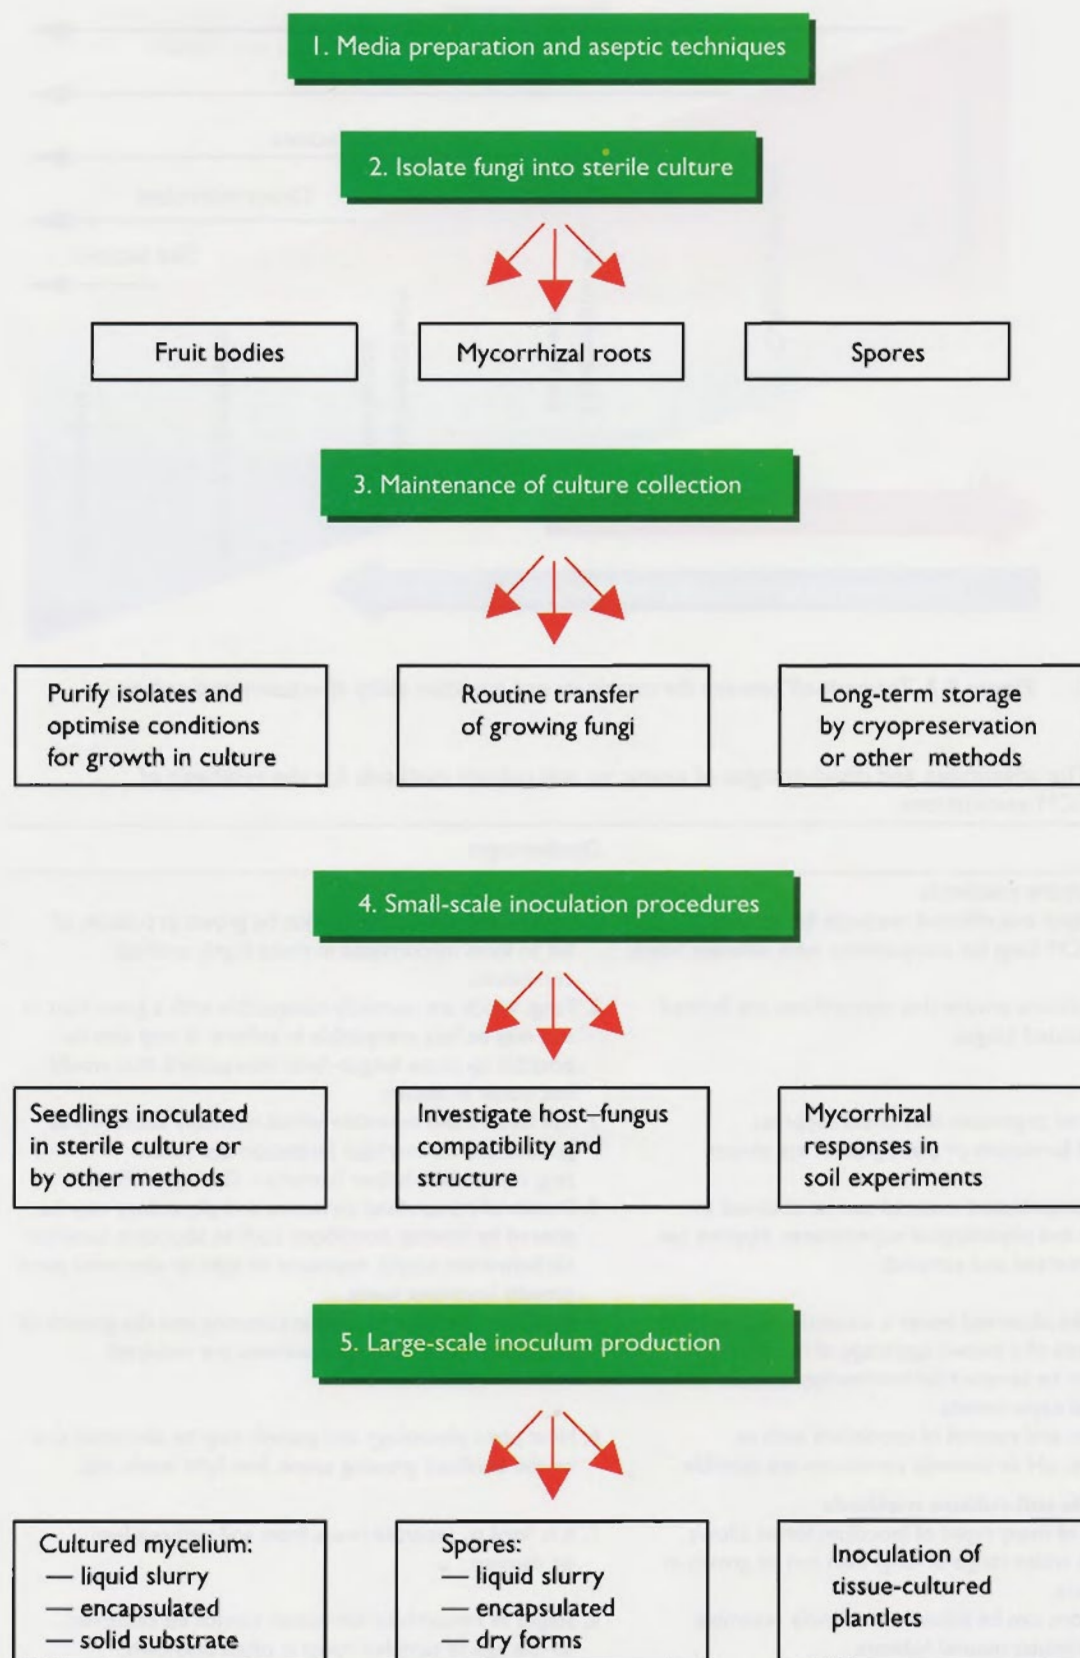 1. Media preparation and aseptic techniques
2. Isolate fungi into sterile culture
Fruit bodies
Mycorrhizal roots
Spores
3. Maintenance of culture collection
Purify isolates and
optimise conditions
for growth in culture
Routine transfer
of growing fungi
Long-term storage
by cryopreservation
or other methods
4. Small-scale inoculation procedures
Seedlings inoculated
in sterile culture or
by other methods
Investigate host–fungus
compatibility and
structure
Mycorrhizal
responses in
soil experiments
5. Large-scale inoculum production
Cultured mycelium:
— liquid slurry
— encapsulated
— solid substrate
Spores:
— liquid slurry
— encapsulated
— dry forms
Inoculation of
tissue-cultured
plantlets